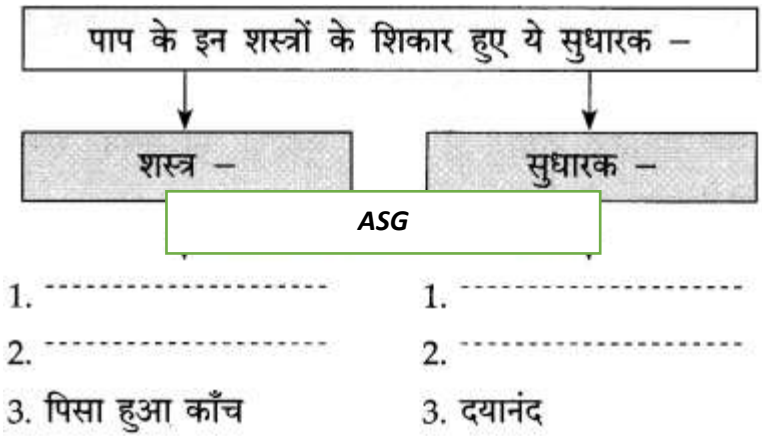 पाप के इन शस्त्रों के शिकार हुए ये सुधारक –
शस्त्र –
सुधारक –
ASG
1. ---------------------------
1. ---------------------------
2. ---------------------------
2. ---------------------------
3. पिसा हुआ काँच
3. दयानंद